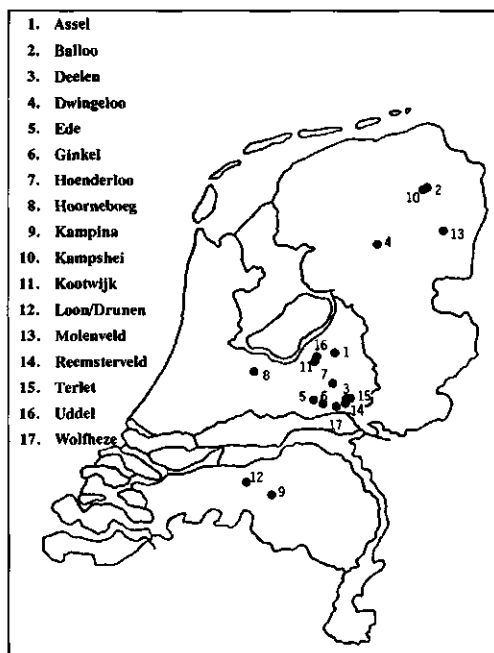 1. Assel
2. Balloo
3. Deelen
4. Dwingeloo
5. Ede
6. Ginkel
7. Hoenderloo
8. Hoorneboeg
9. Kampina
10. Kampshei
11. Kootwijk
12. Loon/Drunen
13. Molenveld
14. Reemsterveld
15. Terlet
16. Uddel
17. Wolfheze
10 2
13
4
16 1
11
8
7
3 15
5 6 14
17
12
9